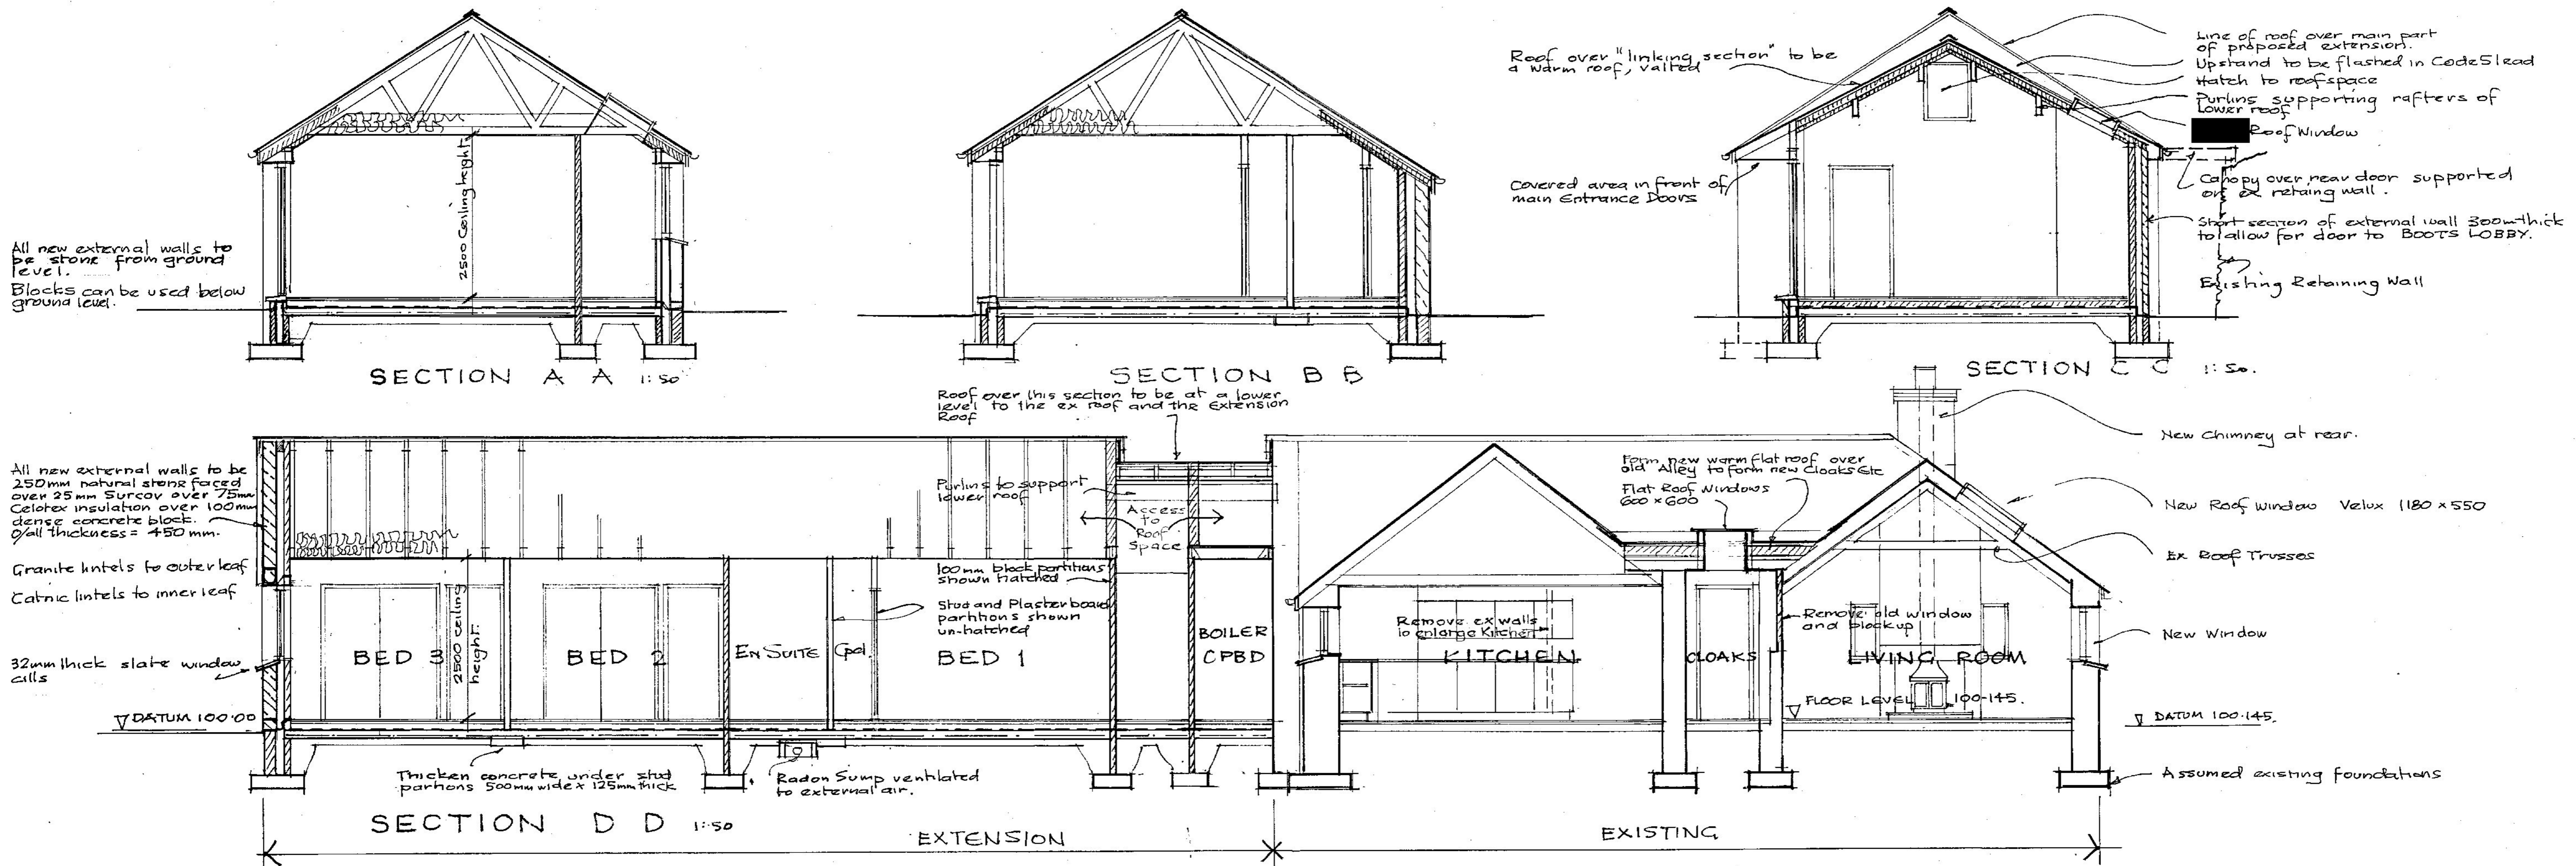 All new external walls to
be stone from ground
level.
Blocks can be used below
ground level.
2500 Ceiling height
SECTION A A 1:50
SECTION B B
Roof over "linking section" to be
a warm roof, valted
Covered area in front of
main Entrance Doors
Line of roof over main part
of proposed extension.
Upstand to be flashed in Code 5 lead
Hatch to roofspace
Purlins supporting rafters of
lower roof
Roof Window
Canopy over rear door supported
on ex retaing wall.
Short section of external wall 300m thick
to allow for door to BOOTS LOBBY.
Existing Retaining Wall
SECTION C C 1:50.
Roof over this section to be at a lower
level to the ex roof and the Extension
Roof
All new external walls to be
250mm natural stone faced
over 25mm Surcov over 75mm
Celotex insulation over 100mm
dense concrete block.
O/all thickness = 450 mm.
Granite lintels to outer leaf
Catnic lintels to inner leaf
32mm thick slate window
cills
DATUM 100.00
Purlins to support
lower roof
Access
to
Roof
Space
100mm block partitions
shown hatched
Stud and Plasterboard
partitions shown
un-hatched
BED 3
2500 ceiling
height.
BED 2
EN SUITE
Cpd.
BED 1
BOILER
CPBD
Form new warm flat roof over
old Alley to form new Cloaks Etc
Flat Roof Windows
600 x 600
Remove ex walls
to enlarge Kitchen
KITCHEN
CLOAKS
Remove old window
and blockup
LIVING ROOM
FLOOR LEVEL 100.145.
New Chimney at rear.
New Roof window Velux 1180 x 550
Ex Roof Trusses
New Window
DATUM 100.145.
Assumed existing foundations
Thicken concrete under stud
partions 500mm wide x 125mm thick
Radon Sump ventilated
to external air.
SECTION D D 1:50
EXTENSION
EXISTING